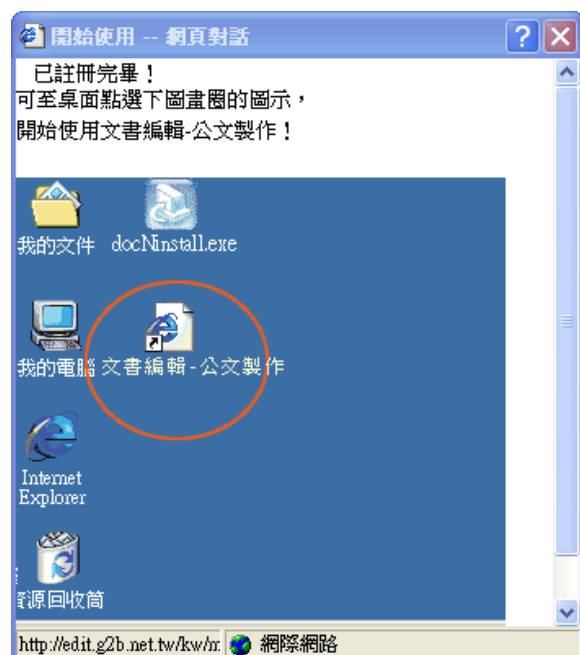 開始使用 -- 網頁對話
已註冊完畢！
可至桌面點選下圖畫圈的圖示，
開始使用文書編輯-公文製作！
我的文件 docNinstall.exe
我的電腦 文書編輯-公文製作
Internet
Explorer
資源回收筒
http://edit.g2b.net.tw/kw/m 網際網路